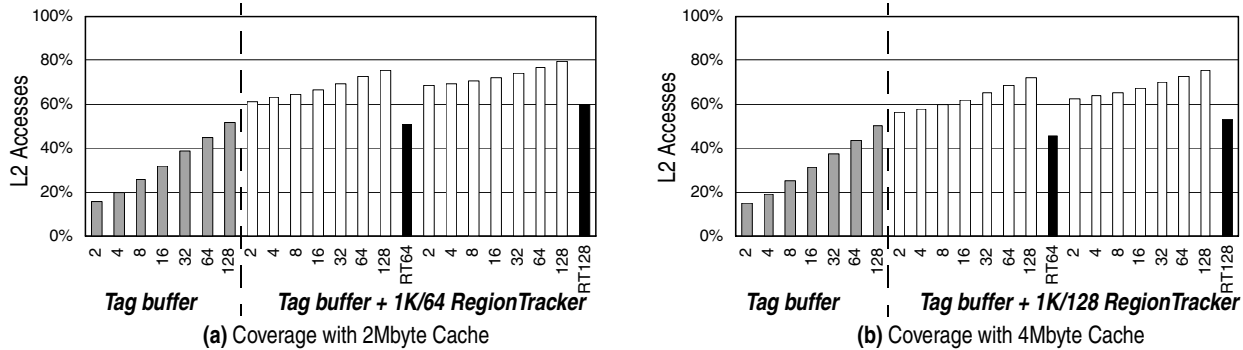 100%
80%
60%
40%
20%
0%
L2 Accesses
2 4 8 16 32 64 128 2 4 8 16 32 64 128 RT64 2 4 8 16 32 64 128 RT128
Tag buffer Tag buffer + 1K/64 RegionTracker
(a) Coverage with 2Mbyte Cache
100%
80%
60%
40%
20%
0%
L2 Accesses
2 4 8 16 32 64 128 2 4 8 16 32 64 128 RT64 2 4 8 16 32 64 128 RT128
Tag buffer Tag buffer + 1K/128 RegionTracker
(b) Coverage with 4Mbyte Cache